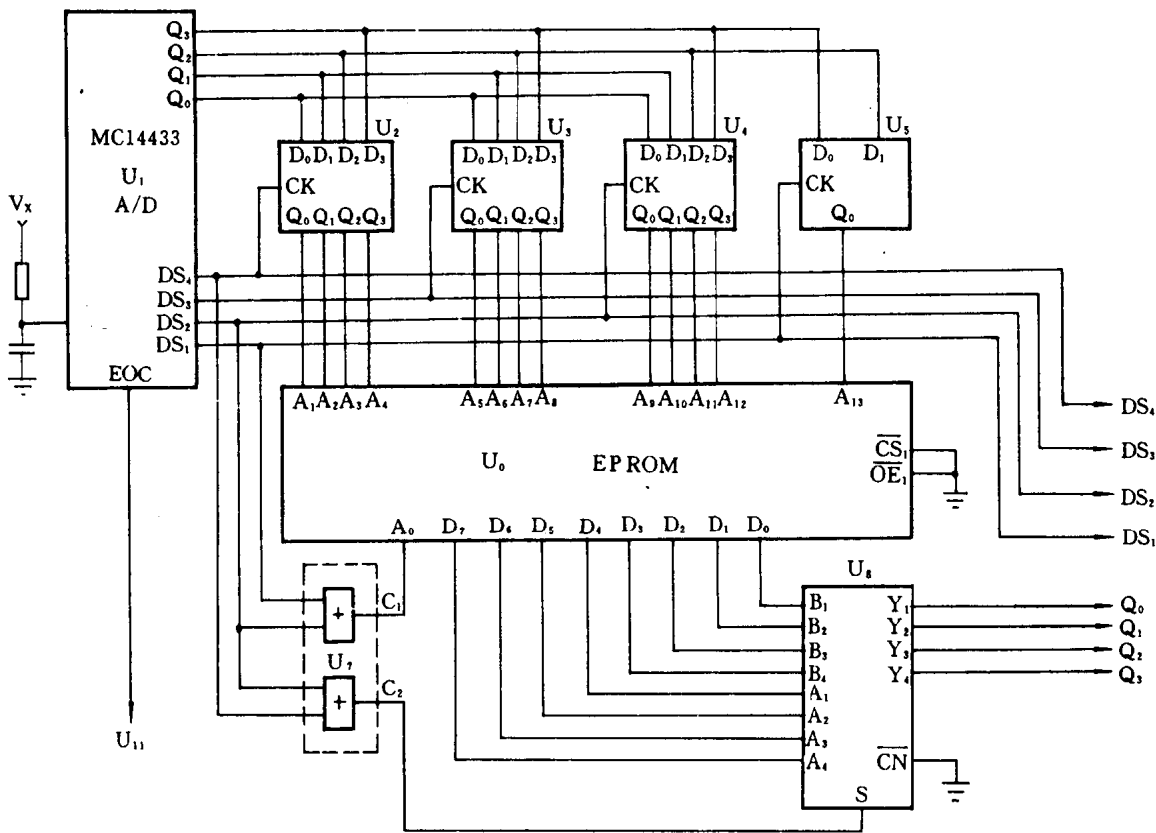 Q₃
Q₂
Q₁
Q₀
MC14433
U₁
A/D
Vx
DS₄
DS₃
DS₂
DS₁
EOC
U₂
D₀ D₁ D₂ D₃
CK
Q₀ Q₁ Q₂ Q₃
U₃
D₀ D₁ D₂ D₃
CK
Q₀ Q₁ Q₂ Q₃
U₄
D₀ D₁ D₂ D₃
CK
Q₀ Q₁ Q₂ Q₃
U₅
D₀ D₁
CK
Q₀
A₁ A₂ A₃ A₄ A₅ A₆ A₇ A₈ A₉ A₁₀ A₁₁ A₁₂ A₁₃
U₀ EPROM
C̅S̅₁
O̅E̅₁
A₀ D₇ D₆ D₅ D₄ D₃ D₂ D₁ D₀
DS₄
DS₃
DS₂
DS₁
+ C₁
U₇
+ C₂
U₁₁
U₈
B₁ Y₁ Q₀
B₂ Y₂ Q₁
B₃ Y₃ Q₂
B₄ Y₄ Q₃
A₁
A₂
A₃
A₄ C̅N̅
S